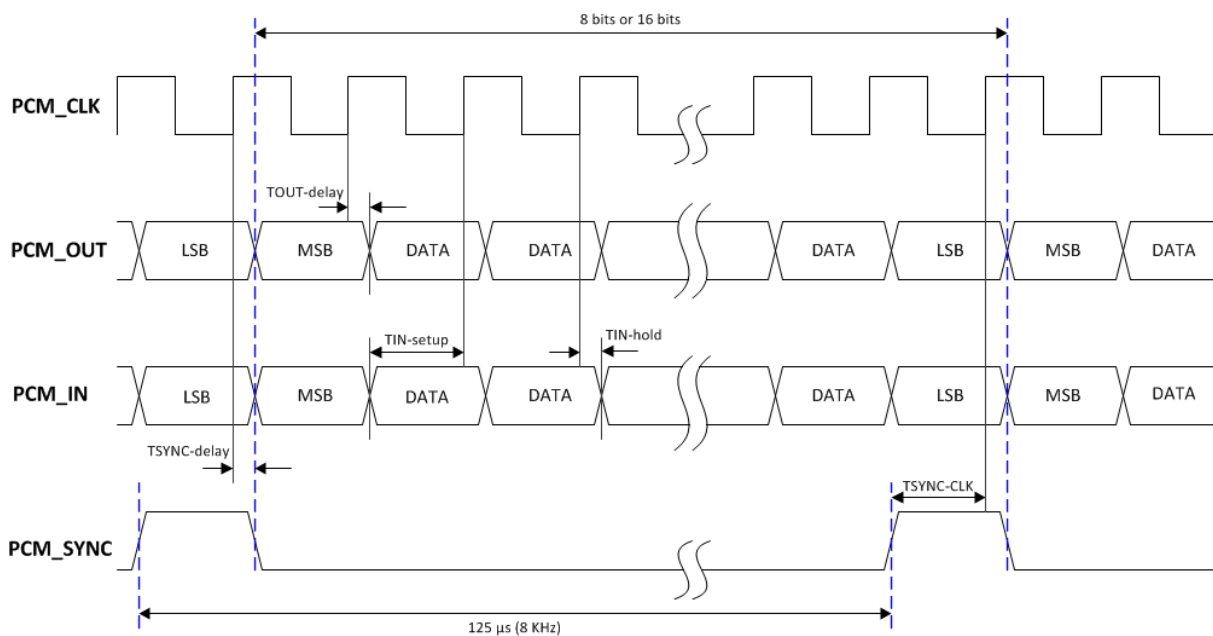 8 bits or 16 bits
PCM_CLK
TOUT-delay
PCM_OUT LSB MSB DATA DATA DATA LSB MSB DATA
TIN-setup TIN-hold
PCM_IN LSB MSB DATA DATA DATA LSB MSB DATA
TSYNC-delay
TSYNC-CLK
PCM_SYNC
125 μs (8 KHz)